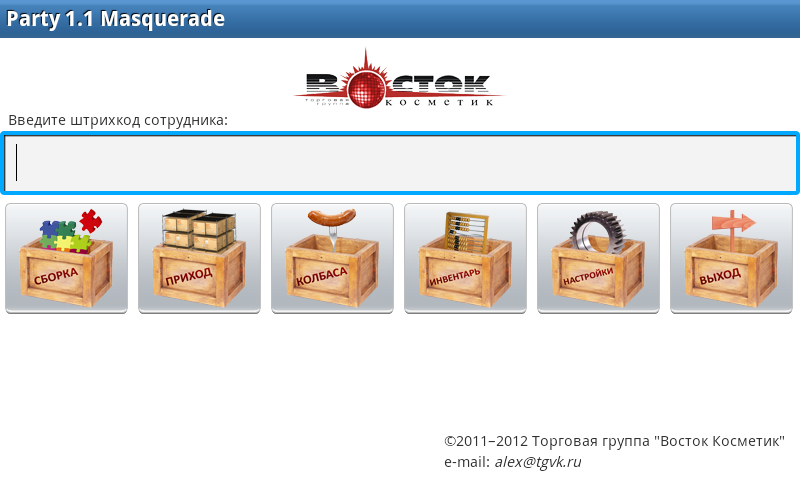 Party 1.1 Masquerade
ВОСТОК
торговая группа
косметик
Введите штрихкод сотрудника:
СБОРКА
ПРИХОД
КОЛБАСА
ИНВЕНТАРЬ
НАСТРОЙКИ
ВЫХОД
©2011–2012 Торговая группа "Восток Косметик"
e-mail: alex@tgvk.ru